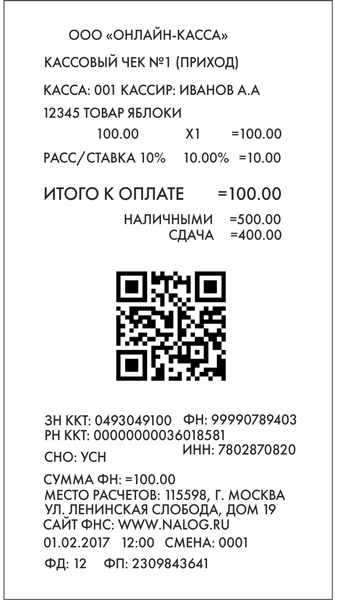 ООО «ОНЛАЙН-КАССА»
КАССОВЫЙ ЧЕК №1 (ПРИХОД)
КАССА: 001 КАССИР: ИВАНОВ А.А
12345 ТОВАР ЯБЛОКИ
100.00 Х1 =100.00
РАСС/СТАВКА 10% 10.00% =10.00
ИТОГО К ОПЛАТЕ =100.00
НАЛИЧНЫМИ =500.00
СДАЧА =400.00
ЗН ККТ: 0493049100 ФН: 99990789403
РН ККТ: 00000000036018581
СНО: УСН ИНН: 7802870820
СУММА ФН: =100.00
МЕСТО РАСЧЕТОВ: 115598, Г. МОСКВА
УЛ. ЛЕНИНСКАЯ СЛОБОДА, ДОМ 19
САЙТ ФНС: WWW.NALOG.RU
01.02.2017 12:00 СМЕНА: 0001
ФД: 12 ФП: 2309843641